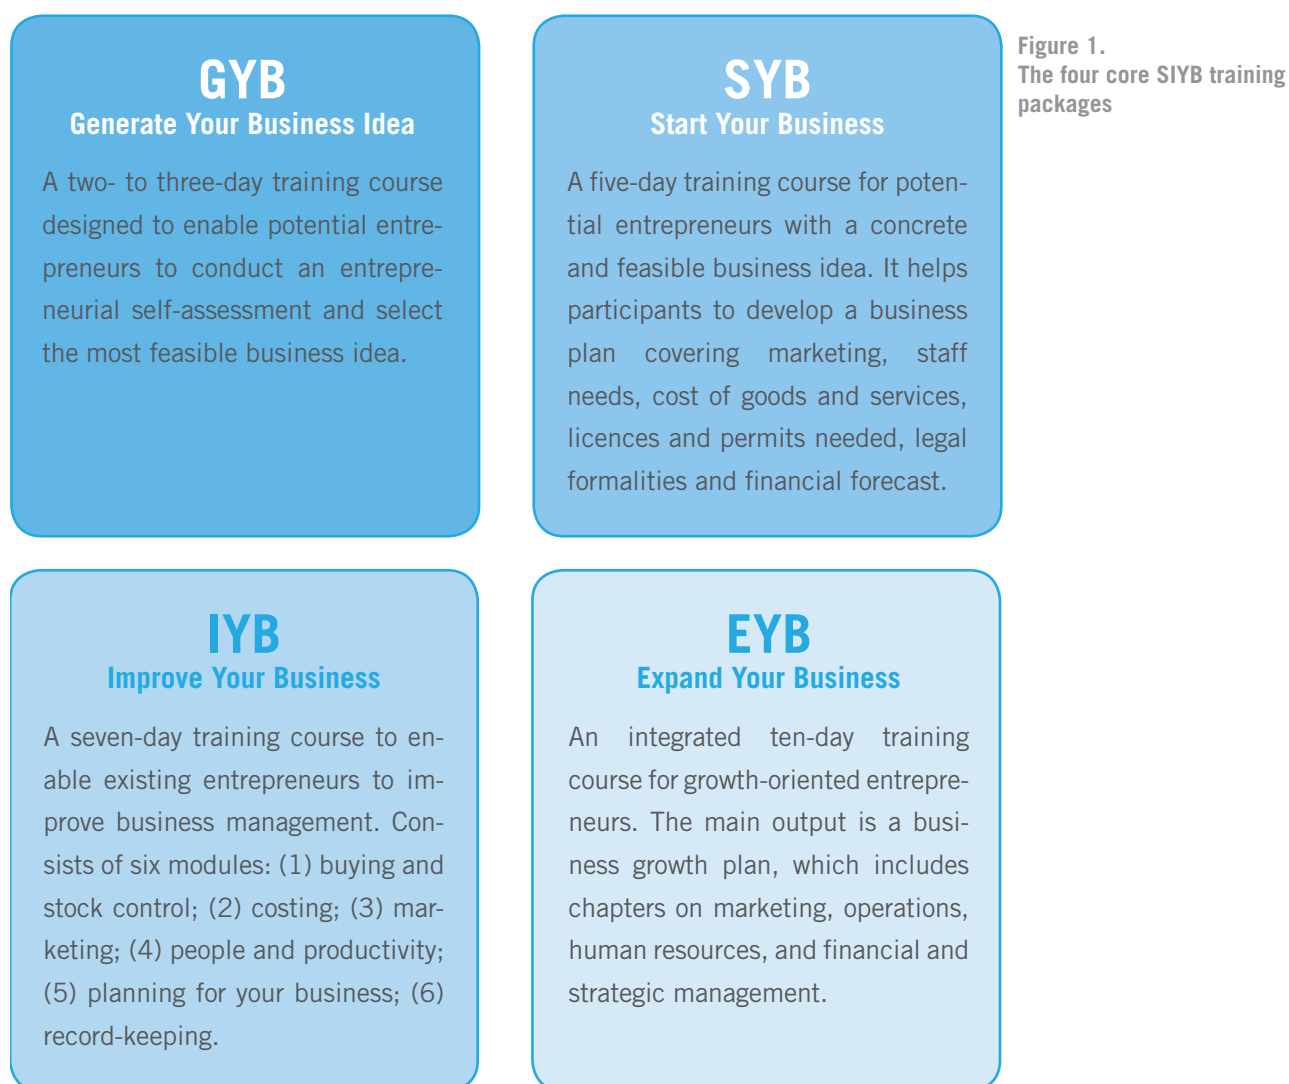 GYB
Generate Your Business Idea
A two- to three-day training course
designed to enable potential entre-
preneurs to conduct an entrepre-
neurial self-assessment and select
the most feasible business idea.
SYB
Start Your Business
A five-day training course for poten-
tial entrepreneurs with a concrete
and feasible business idea. It helps
participants to develop a business
plan covering marketing, staff
needs, cost of goods and services,
licences and permits needed, legal
formalities and financial forecast.
Figure 1.
The four core SIYB training
packages
IYB
Improve Your Business
A seven-day training course to en-
able existing entrepreneurs to im-
prove business management. Con-
sists of six modules: (1) buying and
stock control; (2) costing; (3) mar-
keting; (4) people and productivity;
(5) planning for your business; (6)
record-keeping.
EYB
Expand Your Business
An integrated ten-day training
course for growth-oriented entrepre-
neurs. The main output is a busi-
ness growth plan, which includes
chapters on marketing, operations,
human resources, and financial and
strategic management.